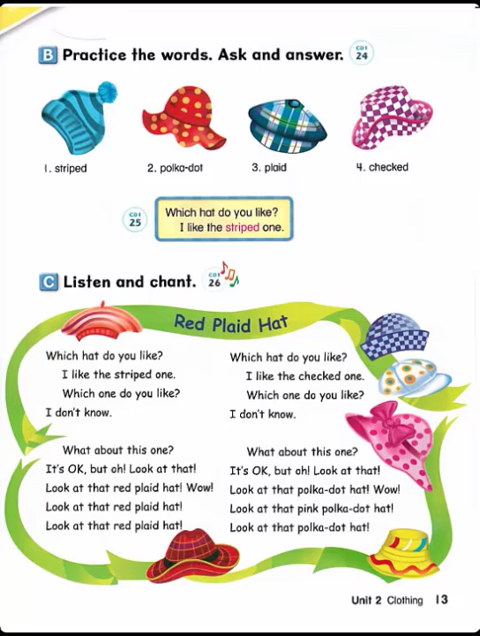 B Practice the words. Ask and answer. CD1 24
1. striped
2. polka-dot
3. plaid
4. checked
CD1 25
Which hat do you like?
I like the striped one.
C Listen and chant. CD1 26
Red Plaid Hat
Which hat do you like?
I like the striped one.
Which one do you like?
I don't know.
What about this one?
It's OK, but oh! Look at that!
Look at that red plaid hat! Wow!
Look at that red plaid hat!
Look at that red plaid hat!
Which hat do you like?
I like the checked one.
Which one do you like?
I don't know.
What about this one?
It's OK, but oh! Look at that!
Look at that polka-dot hat! Wow!
Look at that pink polka-dot hat!
Look at that polka-dot hat!
Unit 2 Clothing 13